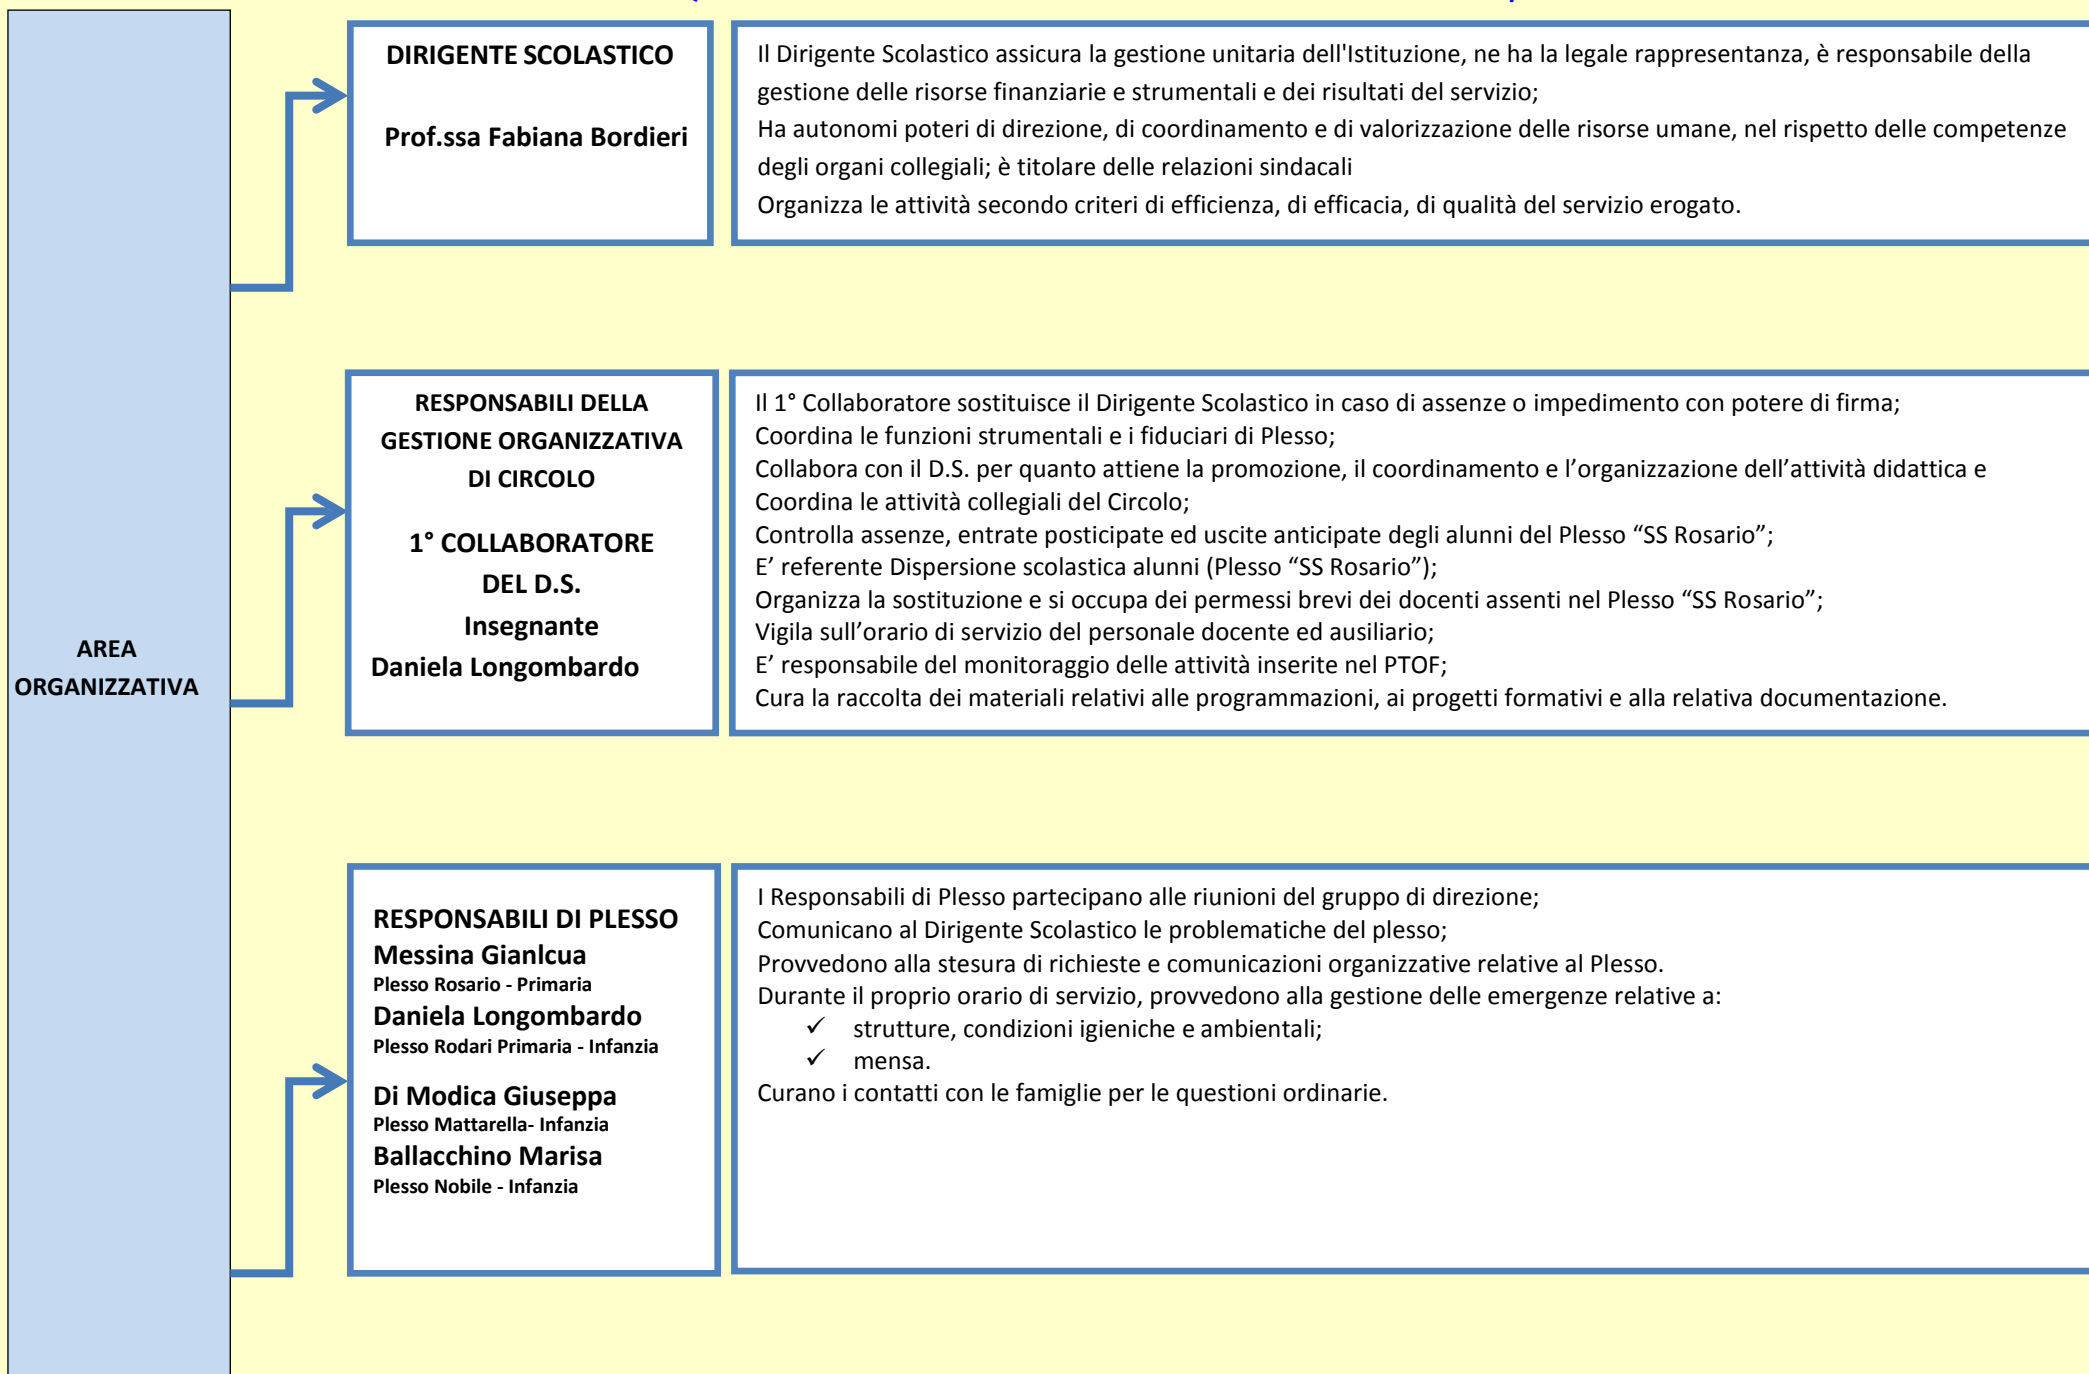 AREA
ORGANIZZATIVA
DIRIGENTE SCOLASTICO
Prof.ssa Fabiana Bordieri
Il Dirigente Scolastico assicura la gestione unitaria dell'Istituzione, ne ha la legale rappresentanza, è responsabile della
gestione delle risorse finanziarie e strumentali e dei risultati del servizio;
Ha autonomi poteri di direzione, di coordinamento e di valorizzazione delle risorse umane, nel rispetto delle competenze
degli organi collegiali; è titolare delle relazioni sindacali
Organizza le attività secondo criteri di efficienza, di efficacia, di qualità del servizio erogato.
RESPONSABILI DELLA
GESTIONE ORGANIZZATIVA
DI CIRCOLO
1° COLLABORATORE
DEL D.S.
Insegnante
Daniela Longombardo
Il 1° Collaboratore sostituisce il Dirigente Scolastico in caso di assenze o impedimento con potere di firma;
Coordina le funzioni strumentali e i fiduciari di Plesso;
Collabora con il D.S. per quanto attiene la promozione, il coordinamento e l’organizzazione dell’attività didattica e
Coordina le attività collegiali del Circolo;
Controlla assenze, entrate posticipate ed uscite anticipate degli alunni del Plesso “SS Rosario”;
E’ referente Dispersione scolastica alunni (Plesso “SS Rosario”);
Organizza la sostituzione e si occupa dei permessi brevi dei docenti assenti nel Plesso “SS Rosario”;
Vigila sull’orario di servizio del personale docente ed ausiliario;
E’ responsabile del monitoraggio delle attività inserite nel PTOF;
Cura la raccolta dei materiali relativi alle programmazioni, ai progetti formativi e alla relativa documentazione.
RESPONSABILI DI PLESSO
Messina Gianlcua
Plesso Rosario - Primaria
Daniela Longombardo
Plesso Rodari Primaria - Infanzia
Di Modica Giuseppa
Plesso Mattarella- Infanzia
Ballacchino Marisa
Plesso Nobile - Infanzia
I Responsabili di Plesso partecipano alle riunioni del gruppo di direzione;
Comunicano al Dirigente Scolastico le problematiche del plesso;
Provvedono alla stesura di richieste e comunicazioni organizzative relative al Plesso.
Durante il proprio orario di servizio, provvedono alla gestione delle emergenze relative a:
✓ strutture, condizioni igieniche e ambientali;
✓ mensa.
Curano i contatti con le famiglie per le questioni ordinarie.